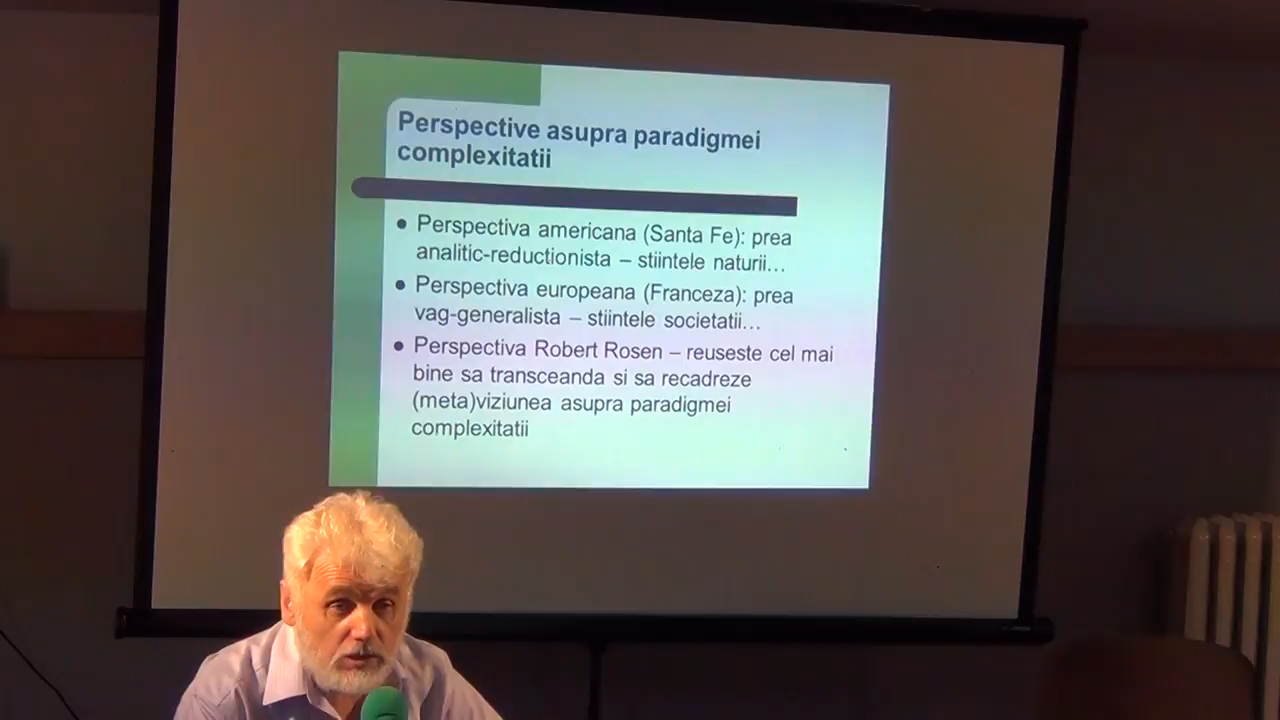 Perspective asupra paradigmei
complexitatii
● Perspectiva americana (Santa Fe): prea
analitic-reductionista – stiintele naturii...
● Perspectiva europeana (Franceza): prea
vag-generalista – stiintele societatii...
● Perspectiva Robert Rosen – reuseste cel mai
bine sa transceanda si sa recadreze
(meta)viziunea asupra paradigmei
complexitatii